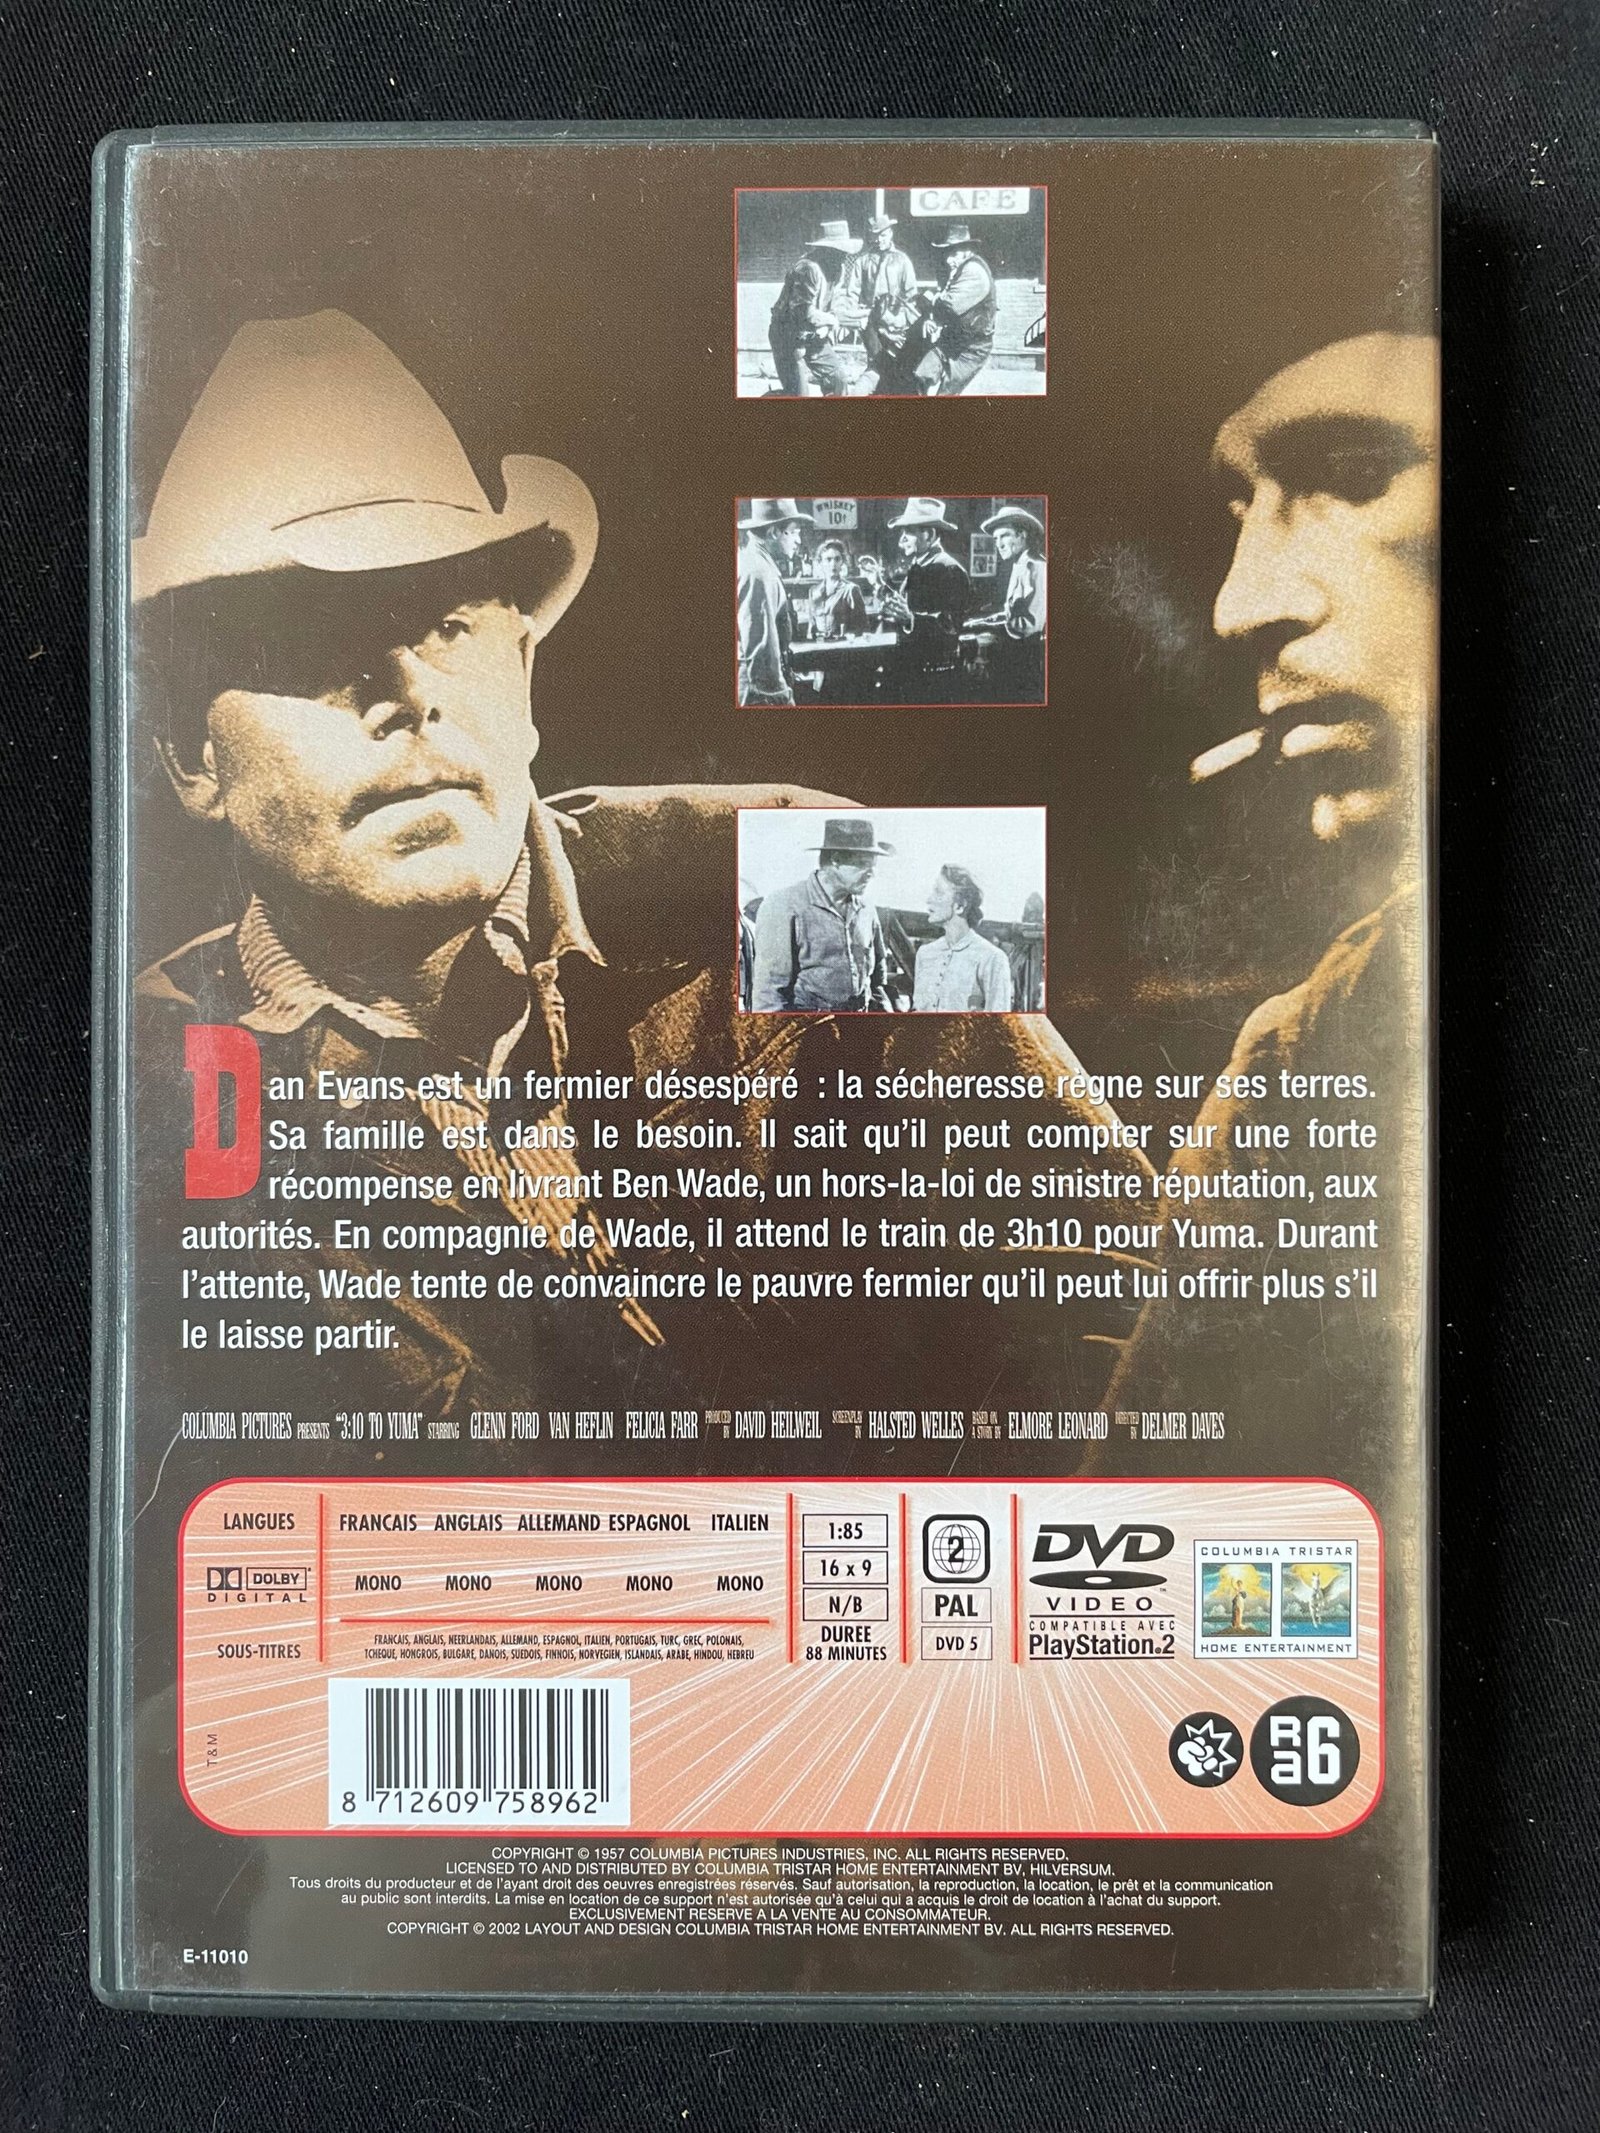 CAFE
WHISKEY
10¢
Dan Evans est un fermier désespéré : la sécheresse règne sur ses terres.
Sa famille est dans le besoin. Il sait qu'il peut compter sur une forte
récompense en livrant Ben Wade, un hors-la-loi de sinistre réputation, aux
autorités. En compagnie de Wade, il attend le train de 3h10 pour Yuma. Durant
l'attente, Wade tente de convaincre le pauvre fermier qu'il peut lui offrir plus s'il
le laisse partir.
COLUMBIA PICTURES PRESENTS "3:10 TO YUMA" STARRING GLENN FORD VAN HEFLIN FELICIA FARR PRODUCED BY DAVID HEILWEIL SCREENPLAY BY HALSTED WELLES BASED ON A STORY BY ELMORE LEONARD DIRECTED BY DELMER DAVES
LANGUES FRANCAIS ANGLAIS ALLEMAND ESPAGNOL ITALIEN
DOLBY DIGITAL MONO MONO MONO MONO MONO
SOUS-TITRES FRANCAIS, ANGLAIS, NEERLANDAIS, ALLEMAND, ESPAGNOL, ITALIEN, PORTUGAIS, TURC, GREC, POLONAIS,
TCHEQUE, HONGROIS, BULGARE, DANOIS, SUEDOIS, FINNOIS, NORVEGIEN, ISLANDAIS, ARABE, HINDOU, HEBREU
1:85
16 x 9
N/B
DUREE
88 MINUTES
2
PAL
DVD 5
DVD
VIDEO
COMPATIBLE AVEC
PlayStation.2
COLUMBIA TRISTAR
HOME ENTERTAINMENT
T&M
8 712609 758962
Ra6
COPYRIGHT © 1957 COLUMBIA PICTURES INDUSTRIES, INC. ALL RIGHTS RESERVED.
LICENSED TO AND DISTRIBUTED BY COLUMBIA TRISTAR HOME ENTERTAINMENT BV, HILVERSUM.
Tous droits du producteur et de l'ayant droit des oeuvres enregistrées réservés. Sauf autorisation, la reproduction, la location, le prêt et la communication
au public sont interdits. La mise en location de ce support n'est autorisée qu'à celui qui a acquis le droit de location à l'achat du support.
EXCLUSIVEMENT RESERVE A LA VENTE AU CONSOMMATEUR.
COPYRIGHT © 2002 LAYOUT AND DESIGN COLUMBIA TRISTAR HOME ENTERTAINMENT BV. ALL RIGHTS RESERVED.
E-11010